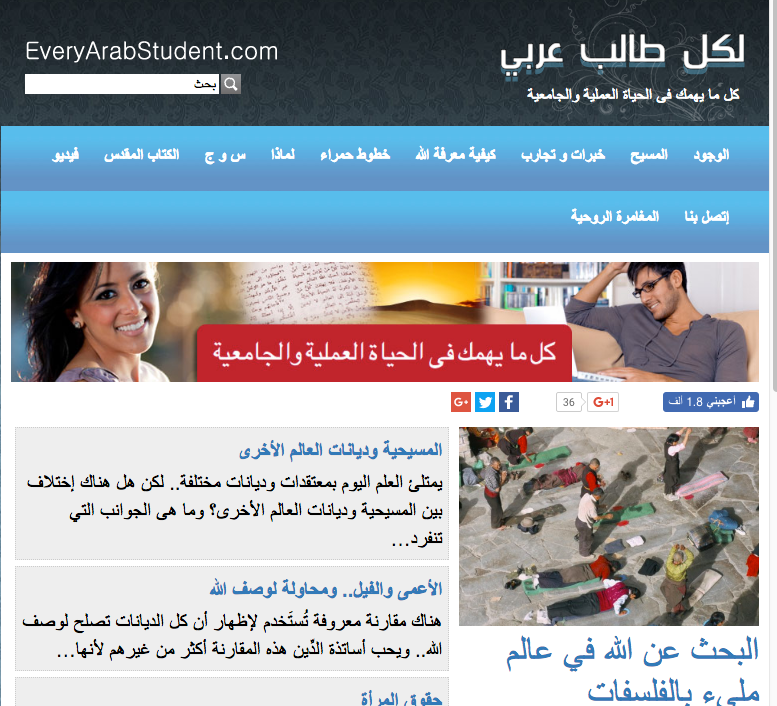 EveryArabStudent.com
بحث
لكل طالب عربي
كل ما يهمك فى الحياة العملية والجامعية
الوجود
المسيح
خبرات و تجارب
كيفية معرفة الله
خطوط حمراء
لماذا
س و ج
الكتاب المقدس
فيديو
إتصل بنا
المغامرة الروحية
كل ما يهمك فى الحياة العملية والجامعية
اعجبني 1.8 ألف
G+1
36
البحث عن الله في عالم
مليء بالفلسفات
المسيحية وديانات العالم الأخرى
يمتلئ العلم اليوم بمعتقدات وديانات مختلفة.. لكن هل هناك إختلاف
بين المسيحية وديانات العالم الأخرى؟ وما هى الجوانب التي
تنفرد...
الأعمى والفيل.. ومحاولة لوصف الله
هناك مقارنة معروفة تُستَخدم لإظهار أن كل الديانات تصلح لوصف
الله.. ويحب أساتذة الدِّين هذه المقارنة أكثر من غيرهم لأنها...
حقوق المرأة